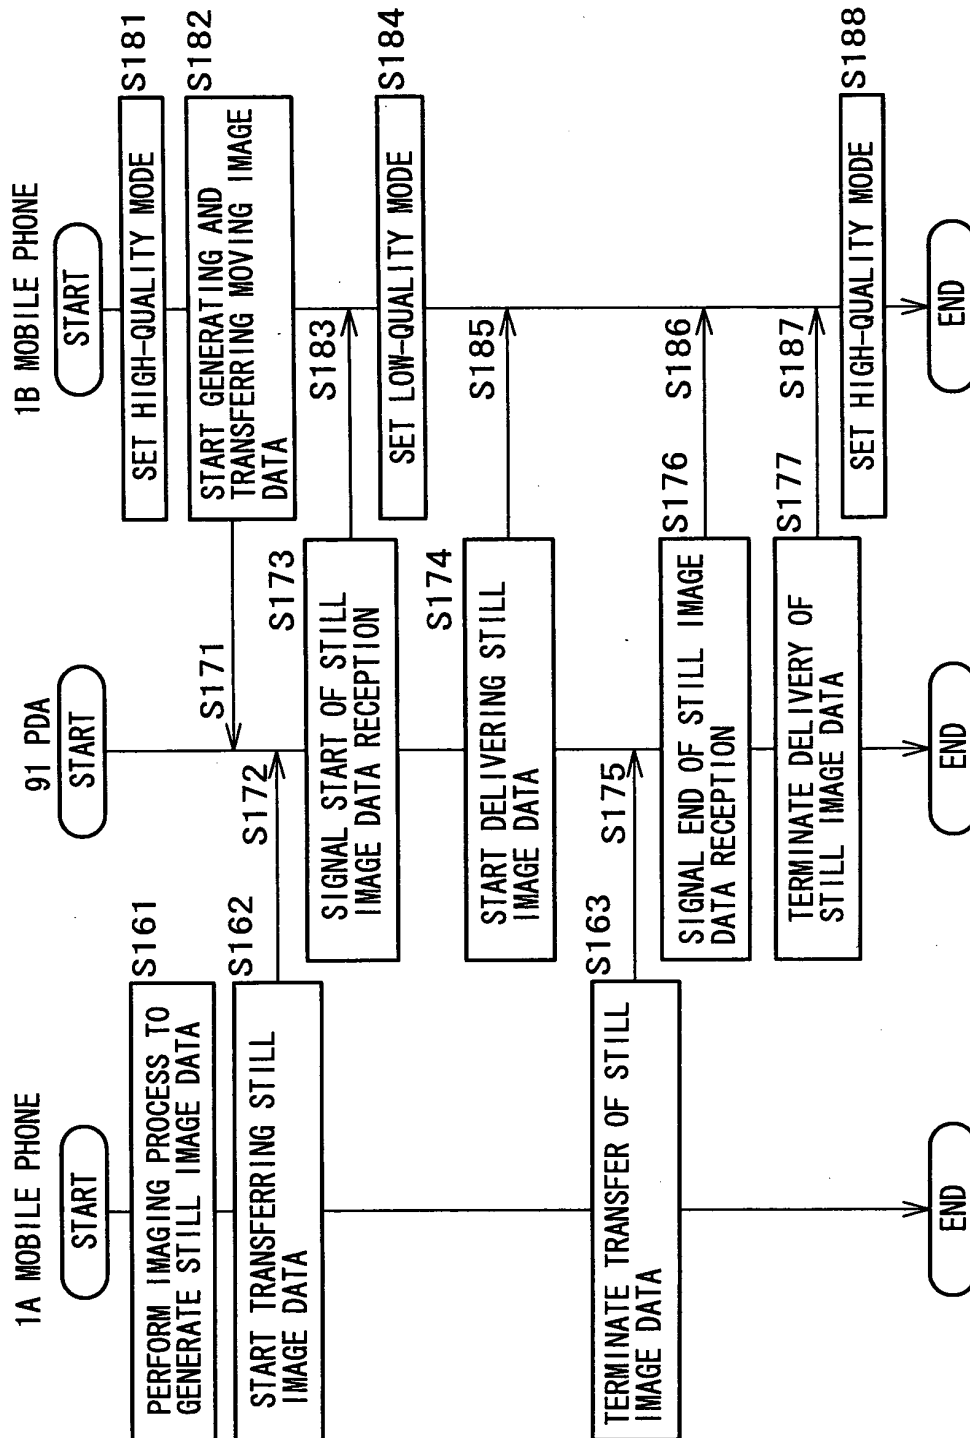 1A MOBILE PHONE
START
PERFORM IMAGING PROCESS TO
GENERATE STILL IMAGE DATA
S161
START TRANSFERRING STILL
IMAGE DATA
S162
TERMINATE TRANSFER OF STILL
IMAGE DATA
S163
END
91 PDA
START
S171
S172
SIGNAL START OF STILL
IMAGE DATA RECEPTION
S173
START DELIVERING STILL
IMAGE DATA
S174
S175
SIGNAL END OF STILL IMAGE
DATA RECEPTION
S176
TERMINATE DELIVERY OF
STILL IMAGE DATA
S177
END
1B MOBILE PHONE
START
SET HIGH-QUALITY MODE
S181
START GENERATING AND
TRANSFERRING MOVING IMAGE
DATA
S182
S183
SET LOW-QUALITY MODE
S184
S185
S186
S187
SET HIGH-QUALITY MODE
S188
END